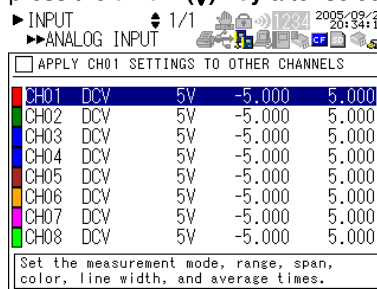 INPUT 1/1 1234 2005/09/2
ANALOG INPUT 20:34:1
APPLY CH01 SETTINGS TO OTHER CHANNELS
CH01 DCV 5V -5.000 5.000
CH02 DCV 5V -5.000 5.000
CH03 DCV 5V -5.000 5.000
CH04 DCV 5V -5.000 5.000
CH05 DCV 5V -5.000 5.000
CH06 DCV 5V -5.000 5.000
CH07 DCV 5V -5.000 5.000
CH08 DCV 5V -5.000 5.000
Set the measurement mode, range, span,
color, line width, and average times.